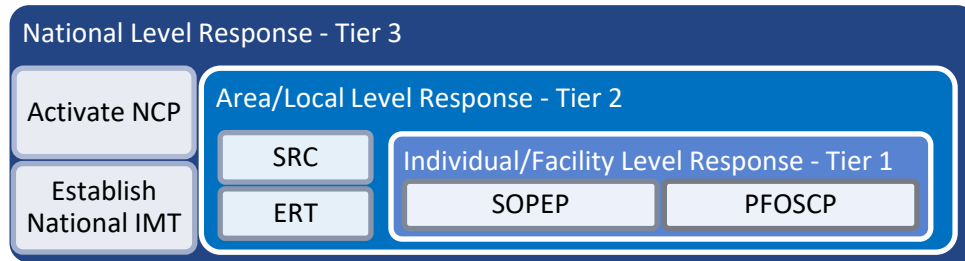 National Level Response - Tier 3
Activate NCP
Establish
National IMT
Area/Local Level Response - Tier 2
SRC
ERT
Individual/Facility Level Response - Tier 1
SOPEP
PFOSCP